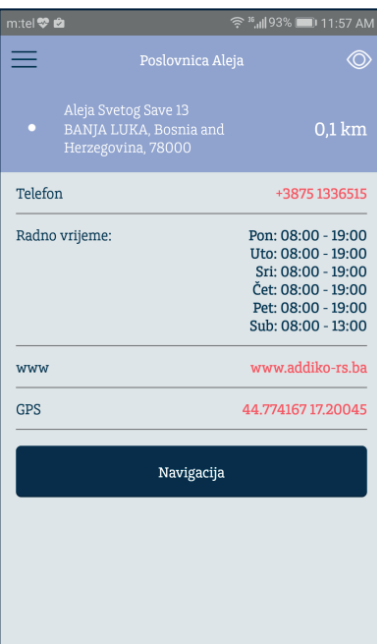 m:tel 93% 11:57 AM
Poslovnica Aleja
Aleja Svetog Save 13
BANJA LUKA, Bosnia and
Herzegovina, 78000
0,1 km
Telefon +3875 1336515
Radno vrijeme: Pon: 08:00 - 19:00
Uto: 08:00 - 19:00
Sri: 08:00 - 19:00
Čet: 08:00 - 19:00
Pet: 08:00 - 19:00
Sub: 08:00 - 13:00
www www.addiko-rs.ba
GPS 44.774167 17.20045
Navigacija